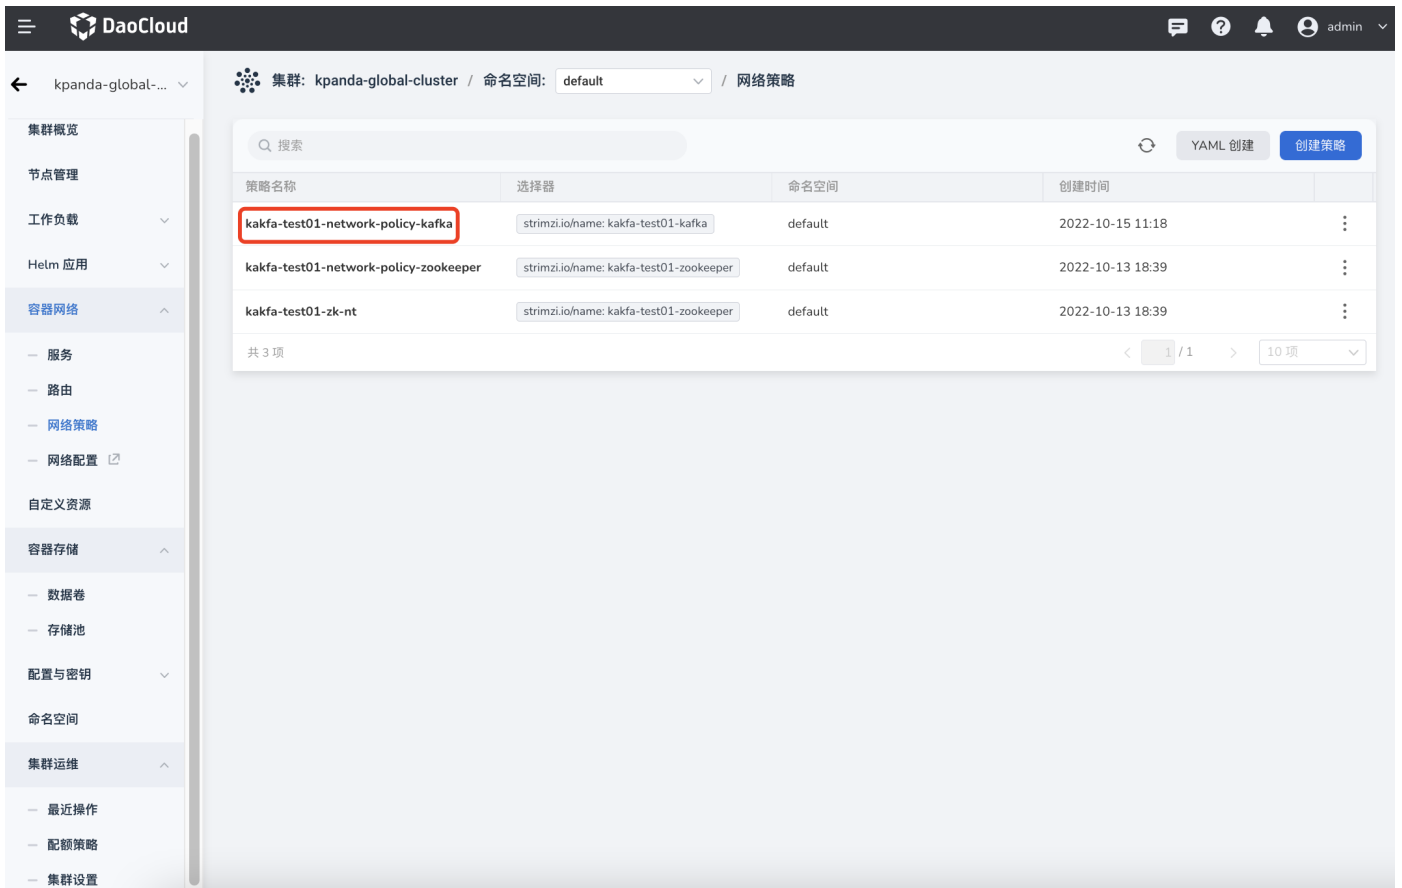 DaoCloud
admin
kpanda-global-...
集群: kpanda-global-cluster / 命名空间: default / 网络策略
集群概览
节点管理
工作负载
Helm 应用
容器网络
服务
路由
网络策略
网络配置
自定义资源
容器存储
数据卷
存储池
配置与密钥
命名空间
集群运维
最近操作
配额策略
集群设置
搜索
YAML 创建
创建策略
策略名称 选择器 命名空间 创建时间
kakfa-test01-network-policy-kafka strimzi.io/name: kakfa-test01-kafka default 2022-10-15 11:18
kakfa-test01-network-policy-zookeeper strimzi.io/name: kakfa-test01-zookeeper default 2022-10-13 18:39
kakfa-test01-zk-nt strimzi.io/name: kakfa-test01-zookeeper default 2022-10-13 18:39
共 3 项 1 / 1 10 项